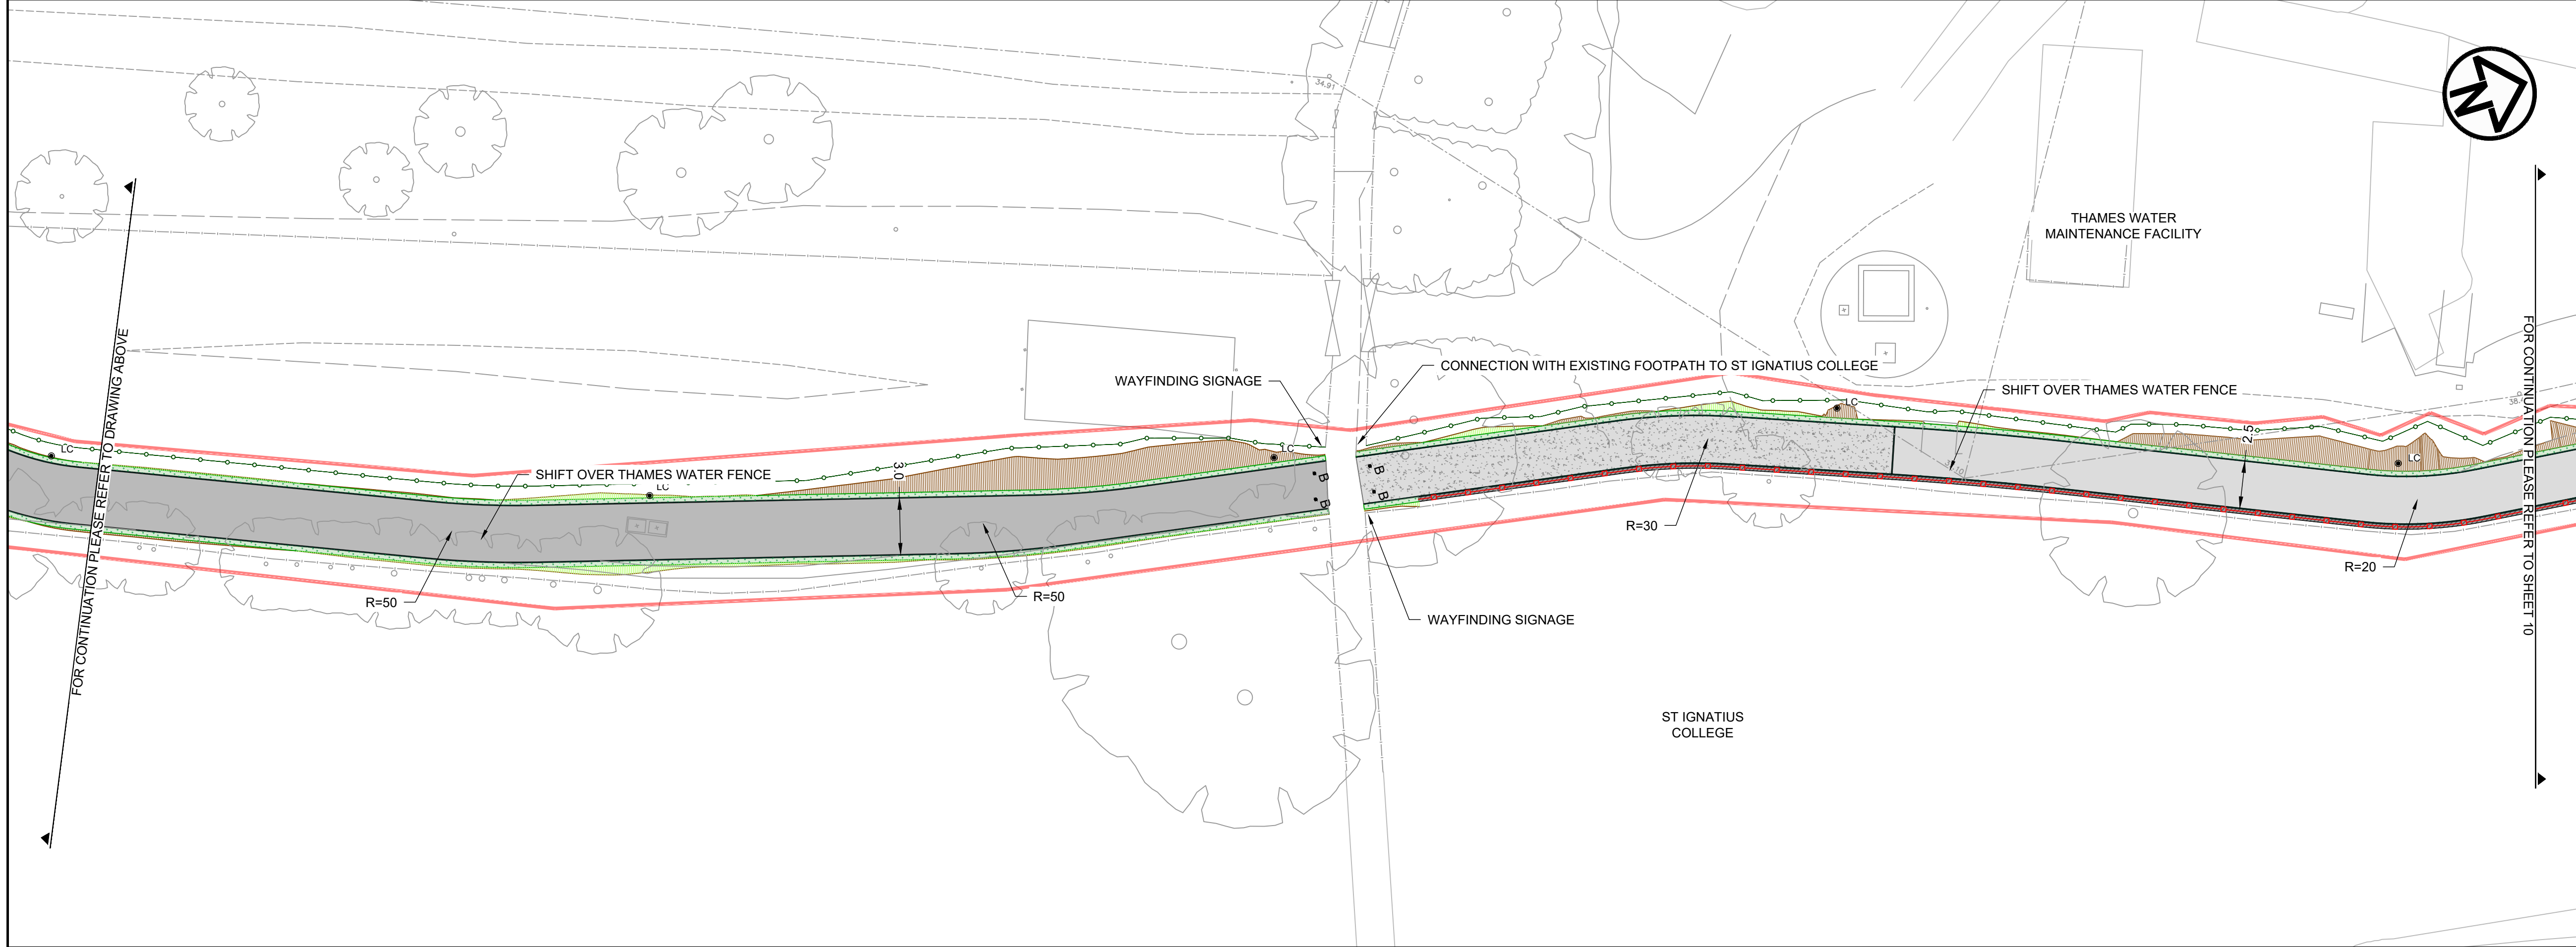 34.91
N
THAMES WATER
MAINTENANCE FACILITY
FOR CONTINUATION PLEASE REFER TO DRAWING ABOVE
FOR CONTINUATION PLEASE REFER TO SHEET 10
WAYFINDING SIGNAGE
CONNECTION WITH EXISTING FOOTPATH TO ST IGNATIUS COLLEGE
SHIFT OVER THAMES WATER FENCE
LC
LC
LC
SHIFT OVER THAMES WATER FENCE
LC
LC
3.0
2.5
B
B
B
B
R=50
R=50
R=30
R=20
WAYFINDING SIGNAGE
ST IGNATIUS
COLLEGE